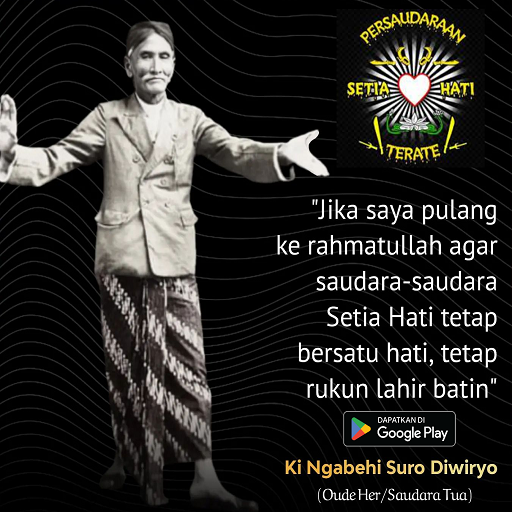 PERSAUDARAAN
SETIA HATI
TERATE
"Jika saya pulang
ke rahmatullah agar
saudara-saudara
Setia Hati tetap
bersatu hati, tetap
rukun lahir batin"
DAPATKAN DI
Google Play
Ki Ngabehi Suro Diwiryo
(Oude Her/Saudara Tua)